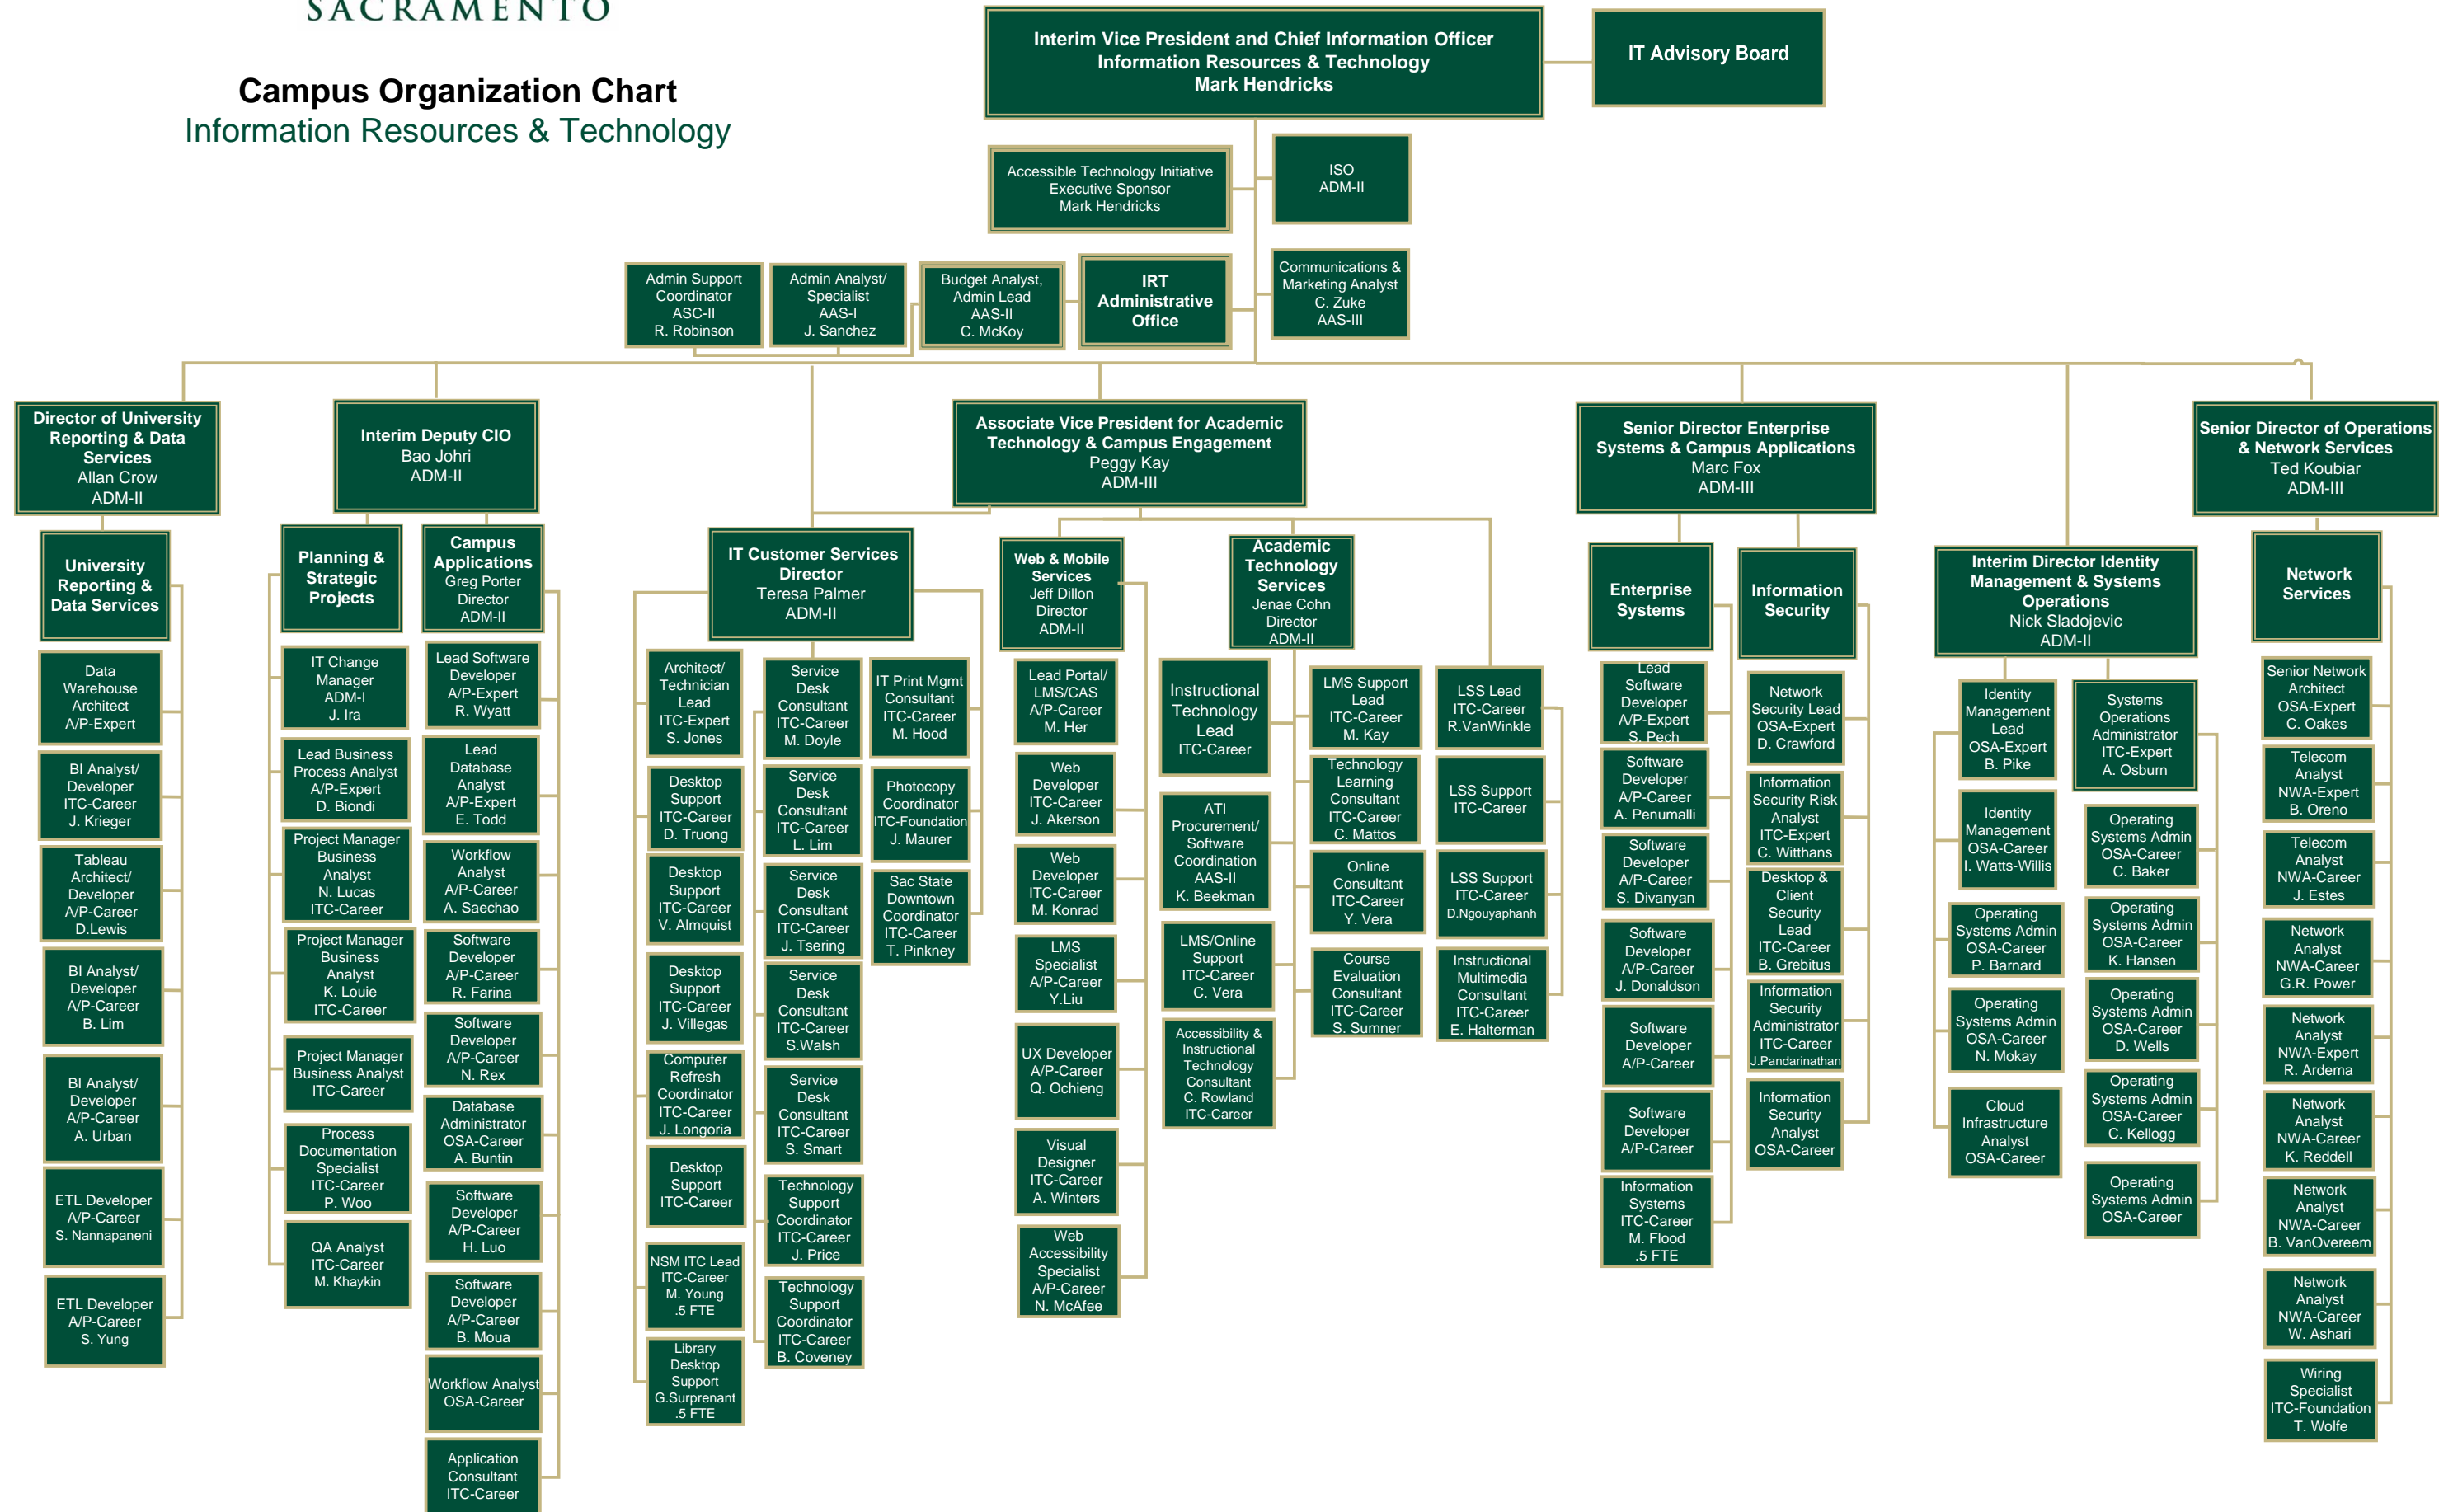 SACRAMENTO
Campus Organization Chart
Information Resources & Technology
Interim Vice President and Chief Information Officer
Information Resources & Technology
Mark Hendricks
IT Advisory Board
Accessible Technology Initiative
Executive Sponsor
Mark Hendricks
ISO
ADM-II
Admin Support
Coordinator
ASC-II
R. Robinson
Admin Analyst/
Specialist
AAS-I
J. Sanchez
Budget Analyst,
Admin Lead
AAS-II
C. McKoy
IRT
Administrative
Office
Communications &
Marketing Analyst
C. Zuke
AAS-III
Director of University
Reporting & Data
Services
Allan Crow
ADM-II
Interim Deputy CIO
Bao Johri
ADM-II
Associate Vice President for Academic
Technology & Campus Engagement
Peggy Kay
ADM-III
Senior Director Enterprise
Systems & Campus Applications
Marc Fox
ADM-III
Senior Director of Operations
& Network Services
Ted Koubiar
ADM-III
University
Reporting &
Data Services
Data
Warehouse
Architect
A/P-Expert
BI Analyst/
Developer
ITC-Career
J. Krieger
Tableau
Architect/
Developer
A/P-Career
D.Lewis
BI Analyst/
Developer
A/P-Career
B. Lim
BI Analyst/
Developer
A/P-Career
A. Urban
ETL Developer
A/P-Career
S. Nannapaneni
ETL Developer
A/P-Career
S. Yung
Planning &
Strategic
Projects
IT Change
Manager
ADM-I
J. Ira
Lead Business
Process Analyst
A/P-Expert
D. Biondi
Project Manager
Business
Analyst
N. Lucas
ITC-Career
Project Manager
Business
Analyst
K. Louie
ITC-Career
Project Manager
Business Analyst
ITC-Career
Process
Documentation
Specialist
ITC-Career
P. Woo
QA Analyst
ITC-Career
M. Khaykin
Campus
Applications
Greg Porter
Director
ADM-II
Lead Software
Developer
A/P-Expert
R. Wyatt
Lead
Database
Analyst
A/P-Expert
E. Todd
Workflow
Analyst
A/P-Career
A. Saechao
Software
Developer
A/P-Career
R. Farina
Software
Developer
A/P-Career
N. Rex
Database
Administrator
OSA-Career
A. Buntin
Software
Developer
A/P-Career
H. Luo
Software
Developer
A/P-Career
B. Moua
Workflow Analyst
OSA-Career
Application
Consultant
ITC-Career
IT Customer Services
Director
Teresa Palmer
ADM-II
Architect/
Technician
Lead
ITC-Expert
S. Jones
Desktop
Support
ITC-Career
D. Truong
Desktop
Support
ITC-Career
V. Almquist
Desktop
Support
ITC-Career
J. Villegas
Computer
Refresh
Coordinator
ITC-Career
J. Longoria
Desktop
Support
ITC-Career
NSM ITC Lead
ITC-Career
M. Young
.5 FTE
Library
Desktop
Support
G.Surprenant
.5 FTE
Service
Desk
Consultant
ITC-Career
M. Doyle
Service
Desk
Consultant
ITC-Career
L. Lim
Service
Desk
Consultant
ITC-Career
J. Tsering
Service
Desk
Consultant
ITC-Career
S.Walsh
Service
Desk
Consultant
ITC-Career
S. Smart
Technology
Support
Coordinator
ITC-Career
J. Price
Technology
Support
Coordinator
ITC-Career
B. Coveney
IT Print Mgmt
Consultant
ITC-Career
M. Hood
Photocopy
Coordinator
ITC-Foundation
J. Maurer
Sac State
Downtown
Coordinator
ITC-Career
T. Pinkney
Web & Mobile
Services
Jeff Dillon
Director
ADM-II
Lead Portal/
LMS/CAS
A/P-Career
M. Her
Web
Developer
ITC-Career
J. Akerson
Web
Developer
ITC-Career
M. Konrad
LMS
Specialist
A/P-Career
Y.Liu
UX Developer
A/P-Career
Q. Ochieng
Visual
Designer
ITC-Career
A. Winters
Web
Accessibility
Specialist
A/P-Career
N. McAfee
Academic
Technology
Services
Jenae Cohn
Director
ADM-II
Instructional
Technology
Lead
ITC-Career
ATI
Procurement/
Software
Coordination
AAS-II
K. Beekman
LMS/Online
Support
ITC-Career
C. Vera
Accessibility &
Instructional
Technology
Consultant
C. Rowland
ITC-Career
LMS Support
Lead
ITC-Career
M. Kay
Technology
Learning
Consultant
ITC-Career
C. Mattos
Online
Consultant
ITC-Career
Y. Vera
Course
Evaluation
Consultant
ITC-Career
S. Sumner
LSS Lead
ITC-Career
R.VanWinkle
LSS Support
ITC-Career
LSS Support
ITC-Career
D.Ngouyaphanh
Instructional
Multimedia
Consultant
ITC-Career
E. Halterman
Enterprise
Systems
Lead
Software
Developer
A/P-Expert
S. Pech
Software
Developer
A/P-Career
A. Penumalli
Software
Developer
A/P-Career
S. Divanyan
Software
Developer
A/P-Career
J. Donaldson
Software
Developer
A/P-Career
Software
Developer
A/P-Career
Information
Systems
ITC-Career
M. Flood
.5 FTE
Information
Security
Network
Security Lead
OSA-Expert
D. Crawford
Information
Security Risk
Analyst
ITC-Expert
C. Witthans
Desktop &
Client
Security
Lead
ITC-Career
B. Grebitus
Information
Security
Administrator
ITC-Career
J.Pandarinathan
Information
Security
Analyst
OSA-Career
Interim Director Identity
Management & Systems
Operations
Nick Sladojevic
ADM-II
Identity
Management
Lead
OSA-Expert
B. Pike
Identity
Management
OSA-Career
I. Watts-Willis
Operating
Systems Admin
OSA-Career
P. Barnard
Operating
Systems Admin
OSA-Career
N. Mokay
Cloud
Infrastructure
Analyst
OSA-Career
Systems
Operations
Administrator
ITC-Expert
A. Osburn
Operating
Systems Admin
OSA-Career
C. Baker
Operating
Systems Admin
OSA-Career
K. Hansen
Operating
Systems Admin
OSA-Career
D. Wells
Operating
Systems Admin
OSA-Career
C. Kellogg
Operating
Systems Admin
OSA-Career
Network
Services
Senior Network
Architect
OSA-Expert
C. Oakes
Telecom
Analyst
NWA-Expert
B. Oreno
Telecom
Analyst
NWA-Career
J. Estes
Network
Analyst
NWA-Career
G.R. Power
Network
Analyst
NWA-Expert
R. Ardema
Network
Analyst
NWA-Career
K. Reddell
Network
Analyst
NWA-Career
B. VanOvereem
Network
Analyst
NWA-Career
W. Ashari
Wiring
Specialist
ITC-Foundation
T. Wolfe